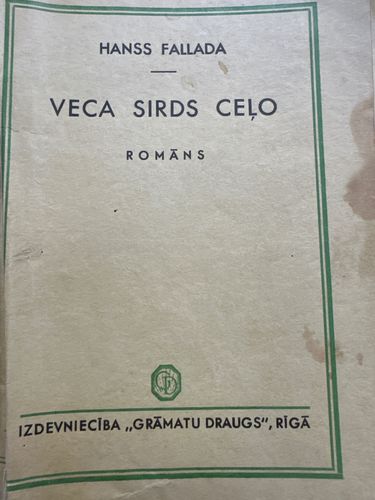 HANSS FALLADA
VECA SIRDS CEĻO
ROMĀNS
IZDEVNIECĪBA „GRĀMATU DRAUGS", RĪGĀ